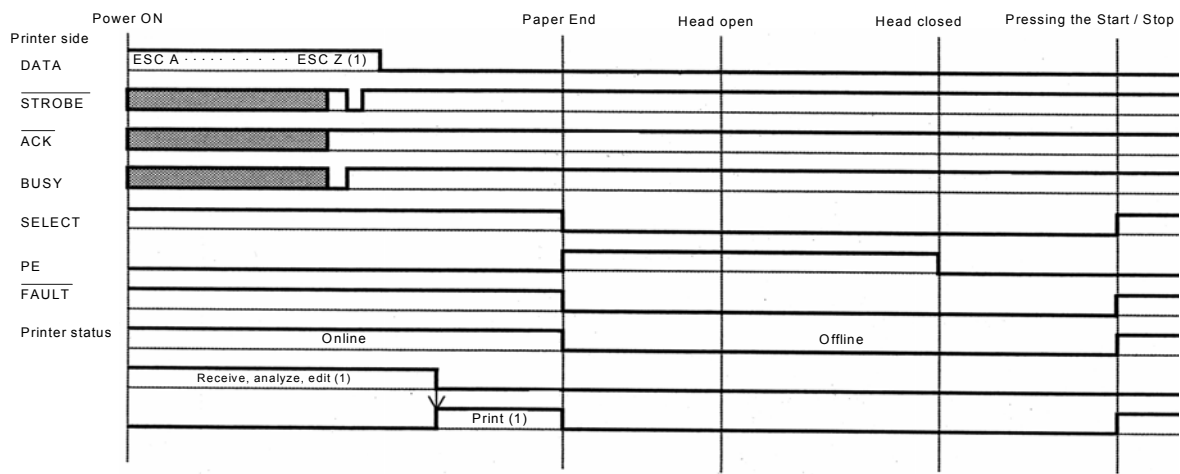 Power ON Paper End Head open Head closed Pressing the Start / Stop
Printer side
DATA ESC A · · · · · · · · · · ESC Z (1)
STROBE
ACK
BUSY
SELECT
PE
FAULT
Printer status Online Offline
Receive, analyze, edit (1)
Print (1)